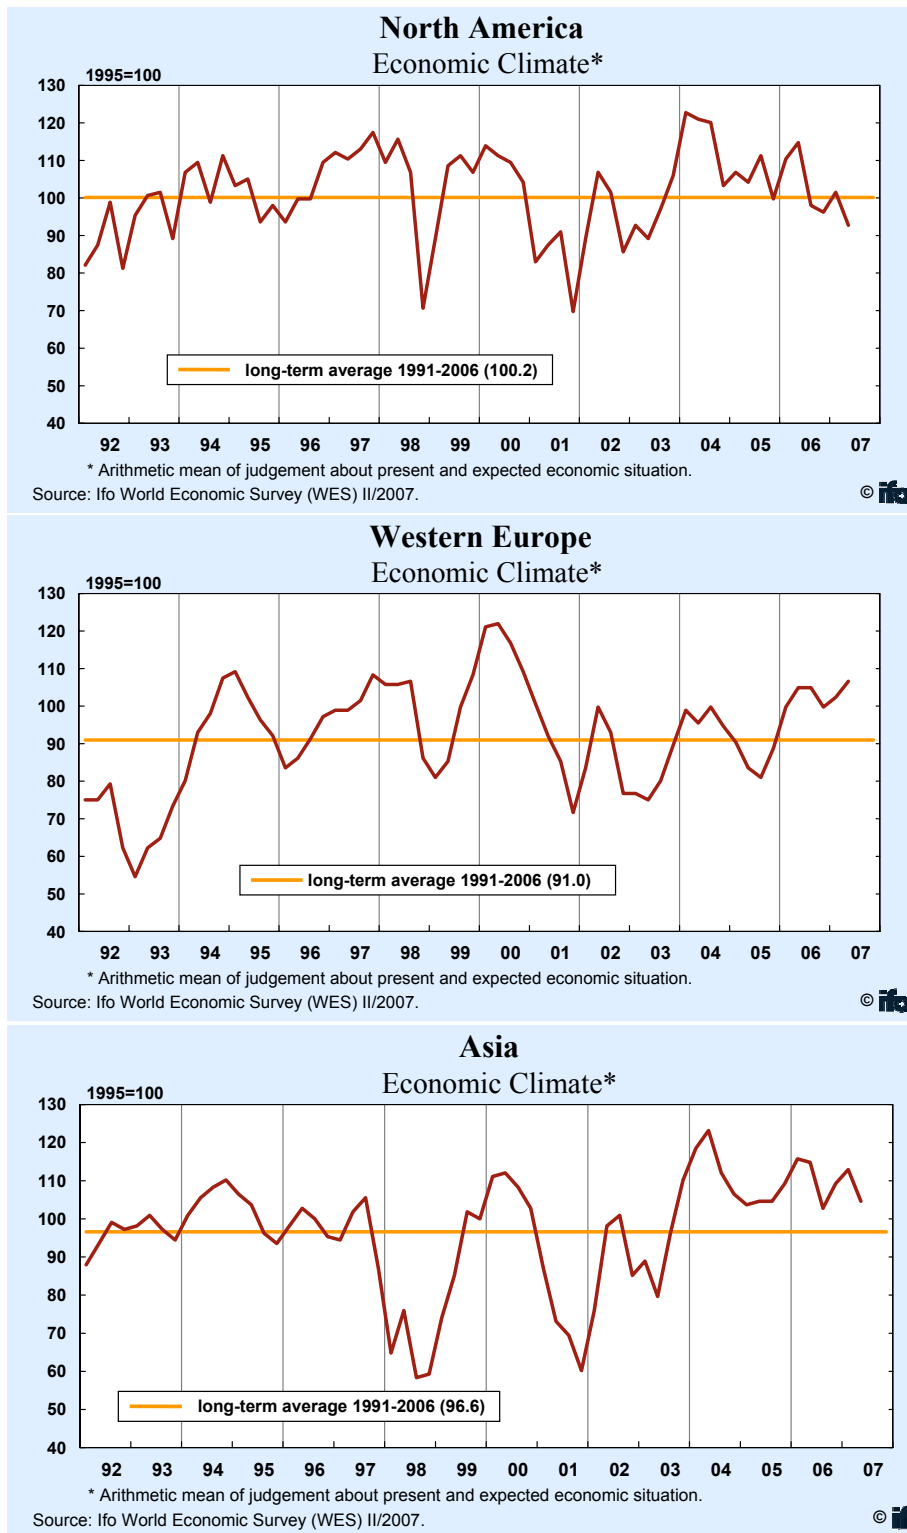 North America
Economic Climate*
1995=100
130
120
110
100
90
80
70
60
50
40
long-term average 1991-2006 (100.2)
92 93 94 95 96 97 98 99 00 01 02 03 04 05 06 07
* Arithmetic mean of judgement about present and expected economic situation.
Source: Ifo World Economic Survey (WES) II/2007.
© ifo
Western Europe
Economic Climate*
1995=100
130
120
110
100
90
80
70
60
50
40
long-term average 1991-2006 (91.0)
92 93 94 95 96 97 98 99 00 01 02 03 04 05 06 07
* Arithmetic mean of judgement about present and expected economic situation.
Source: Ifo World Economic Survey (WES) II/2007.
© ifo
Asia
Economic Climate*
1995=100
130
120
110
100
90
80
70
60
50
40
long-term average 1991-2006 (96.6)
92 93 94 95 96 97 98 99 00 01 02 03 04 05 06 07
* Arithmetic mean of judgement about present and expected economic situation.
Source: Ifo World Economic Survey (WES) II/2007.
©